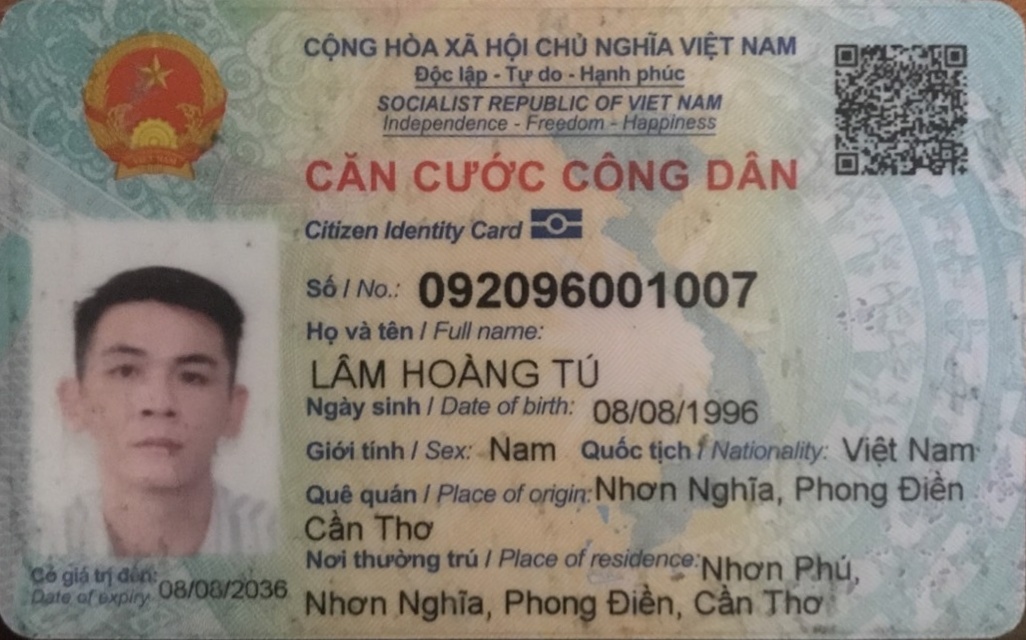 CỘNG HÒA XÃ HỘI CHỦ NGHĨA VIỆT NAM
Độc lập - Tự do - Hạnh phúc
SOCIALIST REPUBLIC OF VIET NAM
Independence - Freedom - Happiness
CĂN CƯỚC CÔNG DÂN
Citizen Identity Card
Số / No.: 092096001007
Họ và tên / Full name:
LÂM HOÀNG TÚ
Ngày sinh / Date of birth: 08/08/1996
Giới tính / Sex: Nam Quốc tịch / Nationality: Việt Nam
Quê quán / Place of origin: Nhơn Nghĩa, Phong Điền
Cần Thơ
Nơi thường trú / Place of residence: Nhơn Phú,
Nhơn Nghĩa, Phong Điền, Cần Thơ
Có giá trị đến: 08/08/2036
Date of expiry